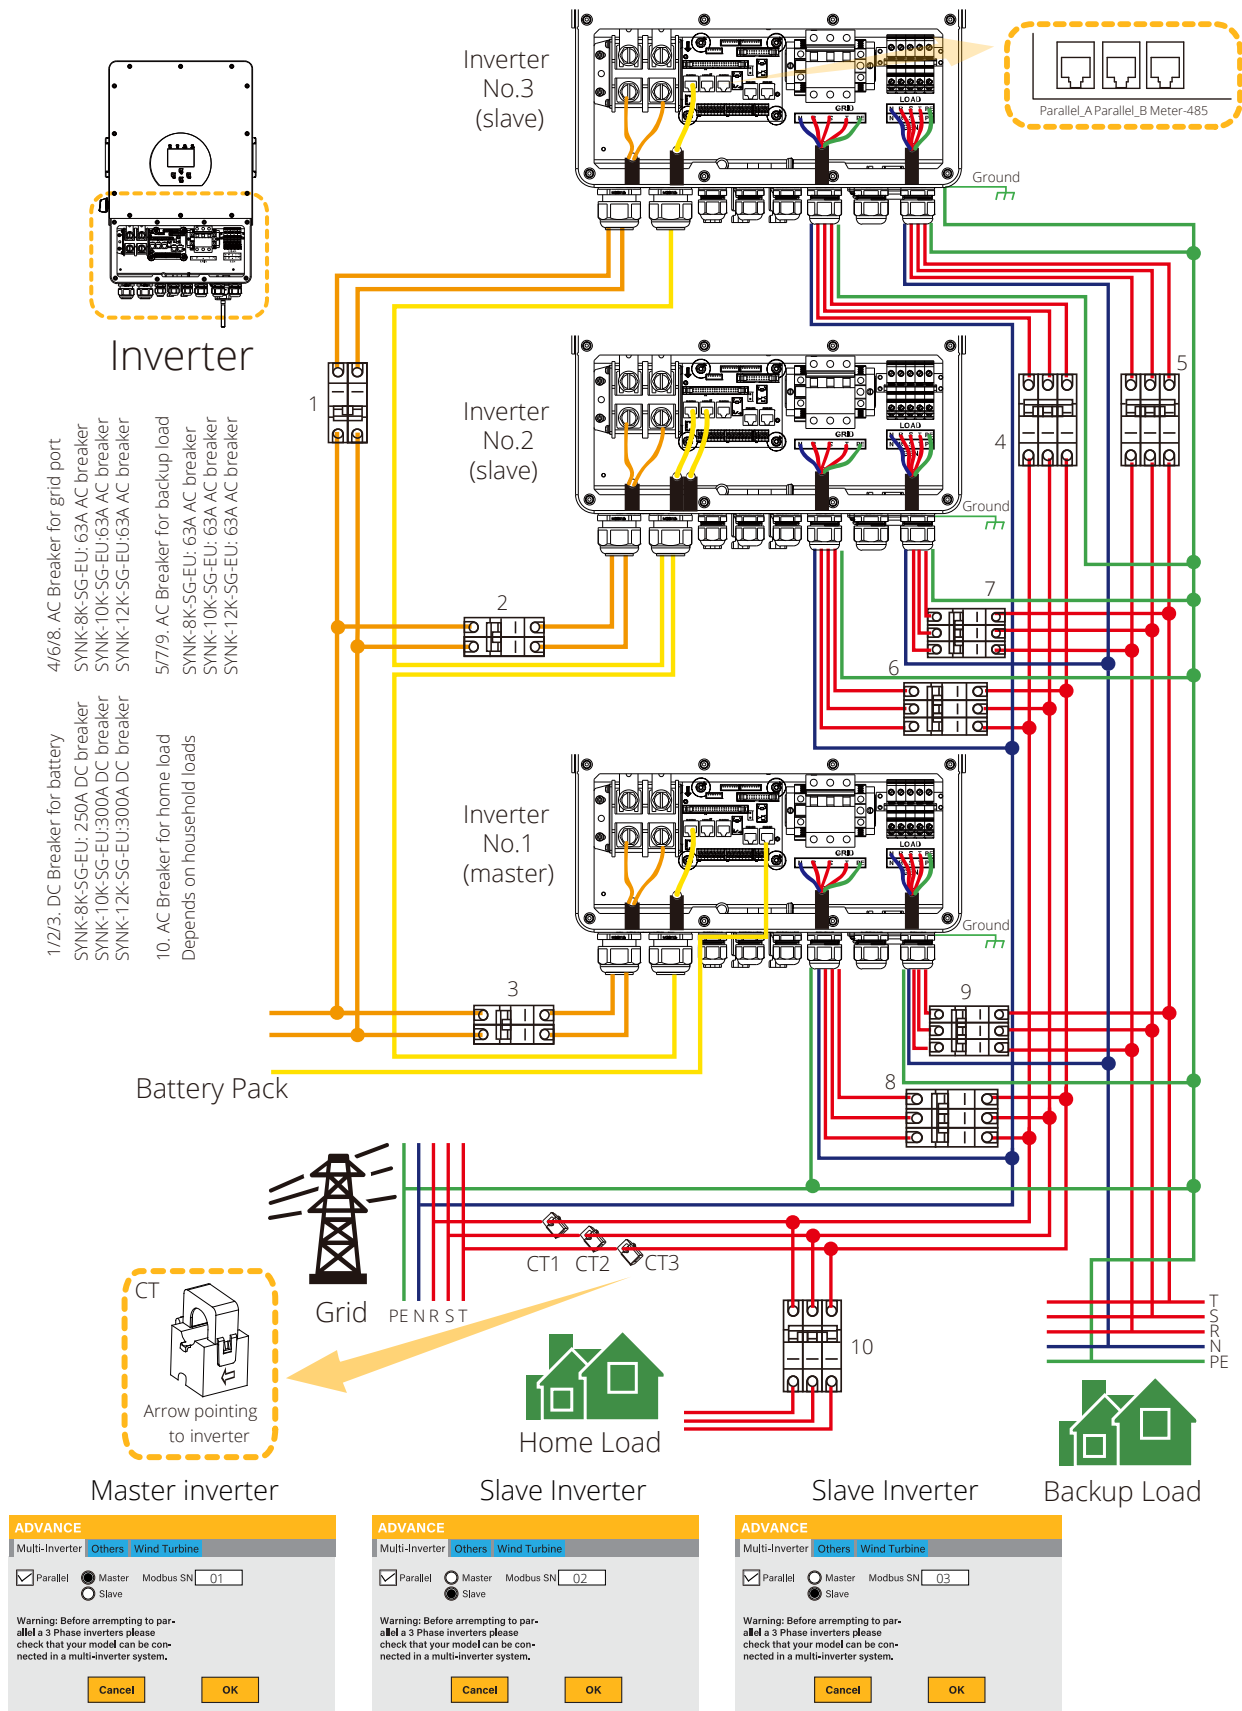 Inverter
No.3
(slave)
Parallel_A Parallel_B Meter-485
GRID
N R S T PE
LOAD
N R S T PE
Ground
Inverter
1
Inverter
No.2
(slave)
GRID
LOAD
Ground
4
5
2
7
6
4/6/8. AC Breaker for grid port
SYNK-8K-SG-EU: 63A AC breaker
SYNK-10K-SG-EU:63A AC breaker
SYNK-12K-SG-EU:63A AC breaker
5/7/9. AC Breaker for backup load
SYNK-8K-SG-EU: 63A AC breaker
SYNK-10K-SG-EU: 63A AC breaker
SYNK-12K-SG-EU: 63A AC breaker
1/2/3. DC Breaker for battery
SYNK-8K-SG-EU: 250A DC breaker
SYNK-10K-SG-EU:300A DC breaker
SYNK-12K-SG-EU:300A DC breaker
10. AC Breaker for home load
Depends on household loads
Inverter
No.1
(master)
GRID
LOAD
Ground
3
9
8
Battery Pack
CT1 CT2 CT3
Grid
PE N R S T
CT
Arrow pointing
to inverter
10
Home Load
T
S
R
N
PE
Backup Load
Master inverter
ADVANCE
Multi-Inverter Others Wind Turbine
Parallel Master Modbus SN 01
Slave
Warning: Before arrempting to par-
allel a 3 Phase inverters please
check that your model can be con-
nected in a multi-inverter system.
Cancel OK
Slave Inverter
ADVANCE
Multi-Inverter Others Wind Turbine
Parallel Master Modbus SN 02
Slave
Warning: Before arrempting to par-
allel a 3 Phase inverters please
check that your model can be con-
nected in a multi-inverter system.
Cancel OK
Slave Inverter
ADVANCE
Multi-Inverter Others Wind Turbine
Parallel Master Modbus SN 03
Slave
Warning: Before arrempting to par-
allel a 3 Phase inverters please
check that your model can be con-
nected in a multi-inverter system.
Cancel OK